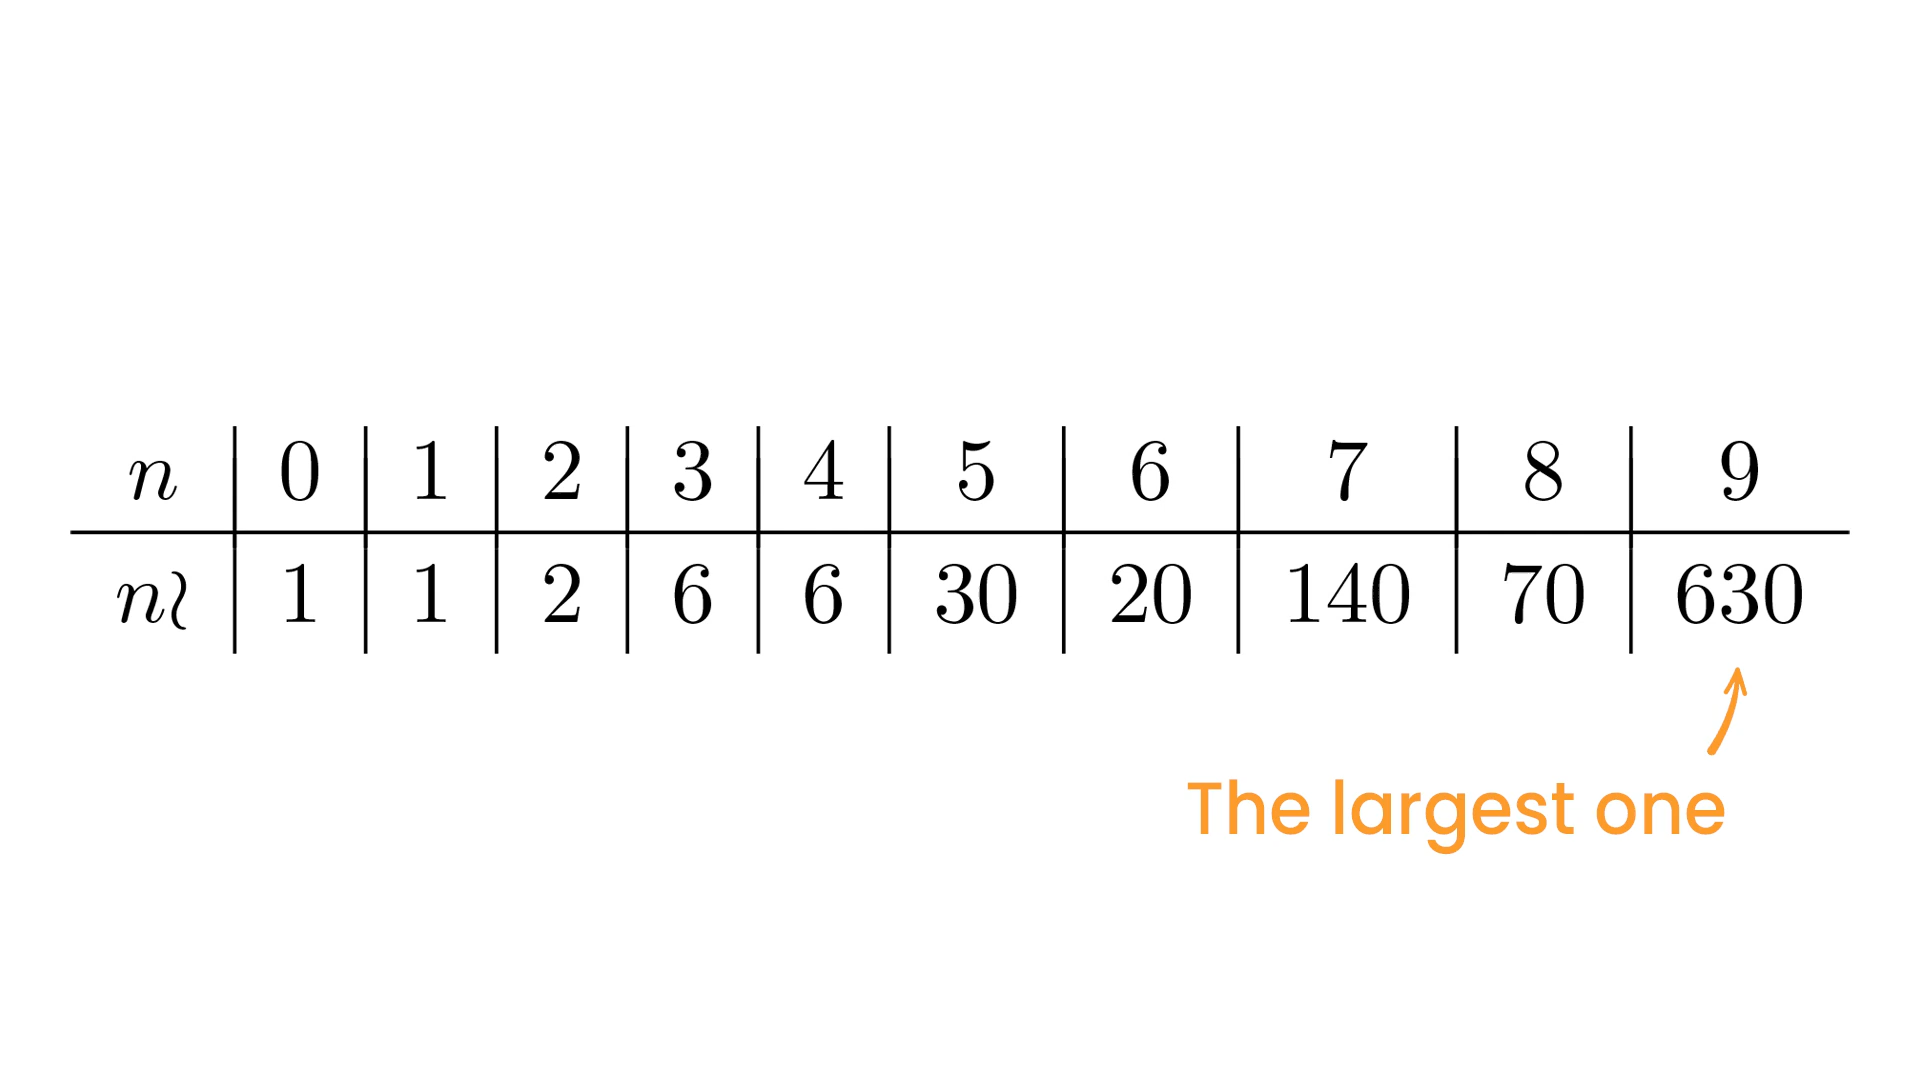 n 0 1 2 3 4 5 6 7 8 9
n≀ 1 1 2 6 6 30 20 140 70 630
The largest one